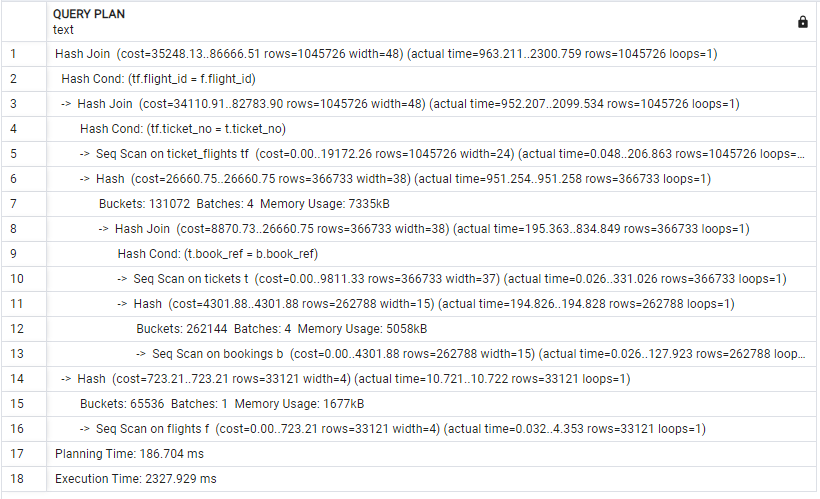 QUERY PLAN
text
1 Hash Join (cost=35248.13..86666.51 rows=1045726 width=48) (actual time=963.211..2300.759 rows=1045726 loops=1)
2 Hash Cond: (tf.flight_id = f.flight_id)
3 -> Hash Join (cost=34110.91..82783.90 rows=1045726 width=48) (actual time=952.207..2099.534 rows=1045726 loops=1)
4 Hash Cond: (tf.ticket_no = t.ticket_no)
5 -> Seq Scan on ticket_flights tf (cost=0.00..19172.26 rows=1045726 width=24) (actual time=0.048..206.863 rows=1045726 loops=...
6 -> Hash (cost=26660.75..26660.75 rows=366733 width=38) (actual time=951.254..951.258 rows=366733 loops=1)
7 Buckets: 131072 Batches: 4 Memory Usage: 7335kB
8 -> Hash Join (cost=8870.73..26660.75 rows=366733 width=38) (actual time=195.363..834.849 rows=366733 loops=1)
9 Hash Cond: (t.book_ref = b.book_ref)
10 -> Seq Scan on tickets t (cost=0.00..9811.33 rows=366733 width=37) (actual time=0.026..331.026 rows=366733 loops=1)
11 -> Hash (cost=4301.88..4301.88 rows=262788 width=15) (actual time=194.826..194.828 rows=262788 loops=1)
12 Buckets: 262144 Batches: 4 Memory Usage: 5058kB
13 -> Seq Scan on bookings b (cost=0.00..4301.88 rows=262788 width=15) (actual time=0.026..127.923 rows=262788 loop...
14 -> Hash (cost=723.21..723.21 rows=33121 width=4) (actual time=10.721..10.722 rows=33121 loops=1)
15 Buckets: 65536 Batches: 1 Memory Usage: 1677kB
16 -> Seq Scan on flights f (cost=0.00..723.21 rows=33121 width=4) (actual time=0.032..4.353 rows=33121 loops=1)
17 Planning Time: 186.704 ms
18 Execution Time: 2327.929 ms